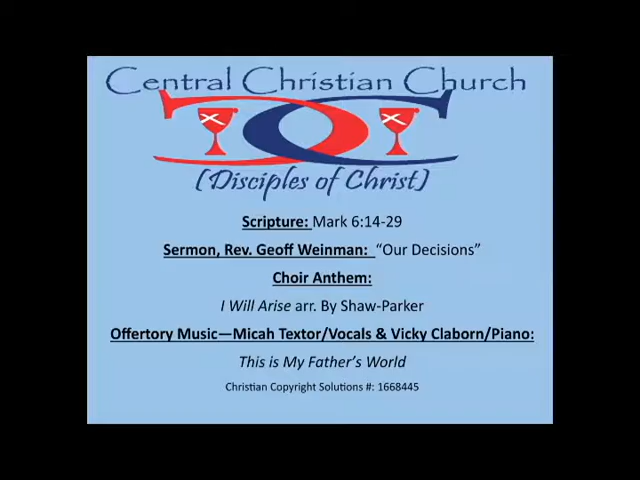 Central Christian Church
(Disciples of Christ)
Scripture: Mark 6:14-29
Sermon, Rev. Geoff Weinman: “Our Decisions”
Choir Anthem:
I Will Arise arr. By Shaw-Parker
Offertory Music—Micah Textor/Vocals & Vicky Claborn/Piano:
This is My Father’s World
Christian Copyright Solutions #: 1668445